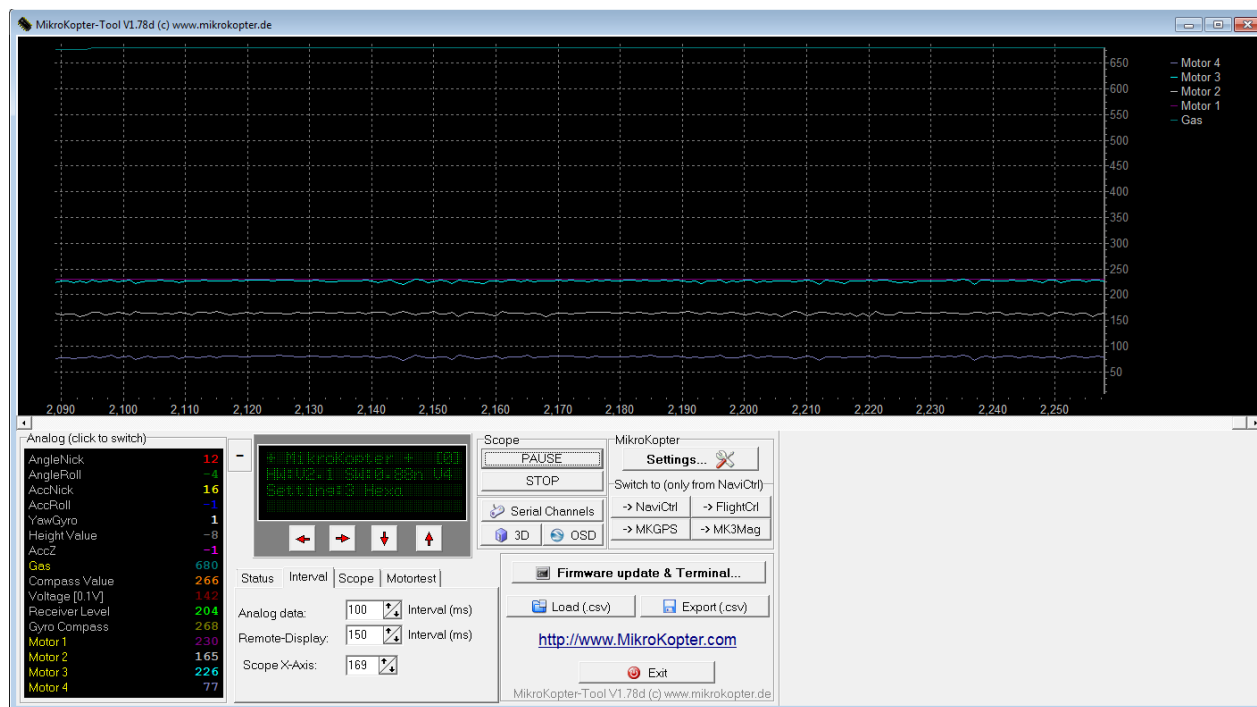 MikroKopter-Tool V1.78d (c) www.mikrokopter.de
650
600
550
500
450
400
350
300
250
200
150
100
50
Motor 4
Motor 3
Motor 2
Motor 1
Gas
2,090 2,100 2,110 2,120 2,130 2,140 2,150 2,160 2,170 2,180 2,190 2,200 2,210 2,220 2,230 2,240 2,250
Analog (click to switch)
AngleNick 12
AngleRoll -4
AccNick 16
AccRoll -1
YawGyro 1
Height Value -8
AccZ -1
Gas 680
Compass Value 266
Voltage [0.1V] 142
Receiver Level 204
Gyro Compass 268
Motor 1 230
Motor 2 165
Motor 3 226
Motor 4 77
-
+ MikroKopter + [0]
HW:V2.1 SW:0.88n V4
Setting:3 Hexa
Status Interval Scope Motortest
Analog data: 100 Interval (ms)
Remote-Display: 150 Interval (ms)
Scope X-Axis: 169
Scope
PAUSE
STOP
Serial Channels
3D OSD
MikroKopter
Settings...
Switch to (only from NaviCtrl)
-> NaviCtrl -> FlightCrl
-> MKGPS -> MK3Mag
Firmware update & Terminal...
Load (.csv) Export (.csv)
http://www.MikroKopter.com
Exit
MikroKopter-Tool V1.78d (c) www.mikrokopter.de